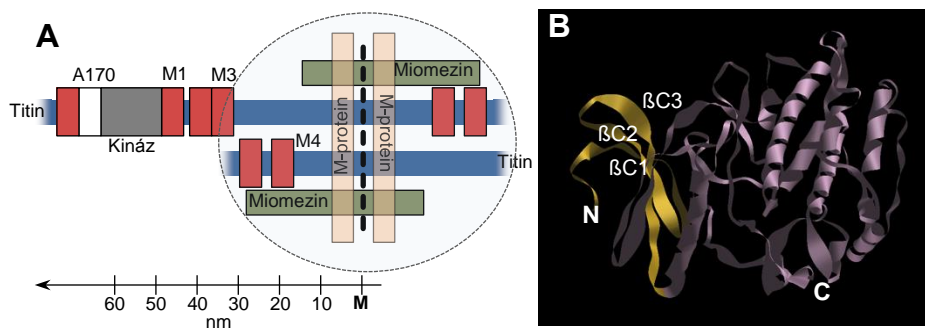 A
A170
M1
M3
Titin
Kináz
Miomezin
M-protein
M-protein
M4
Titin
Miomezin
60
50
40
30
20
10
M
nm
B
ßC3
ßC2
ßC1
N
C